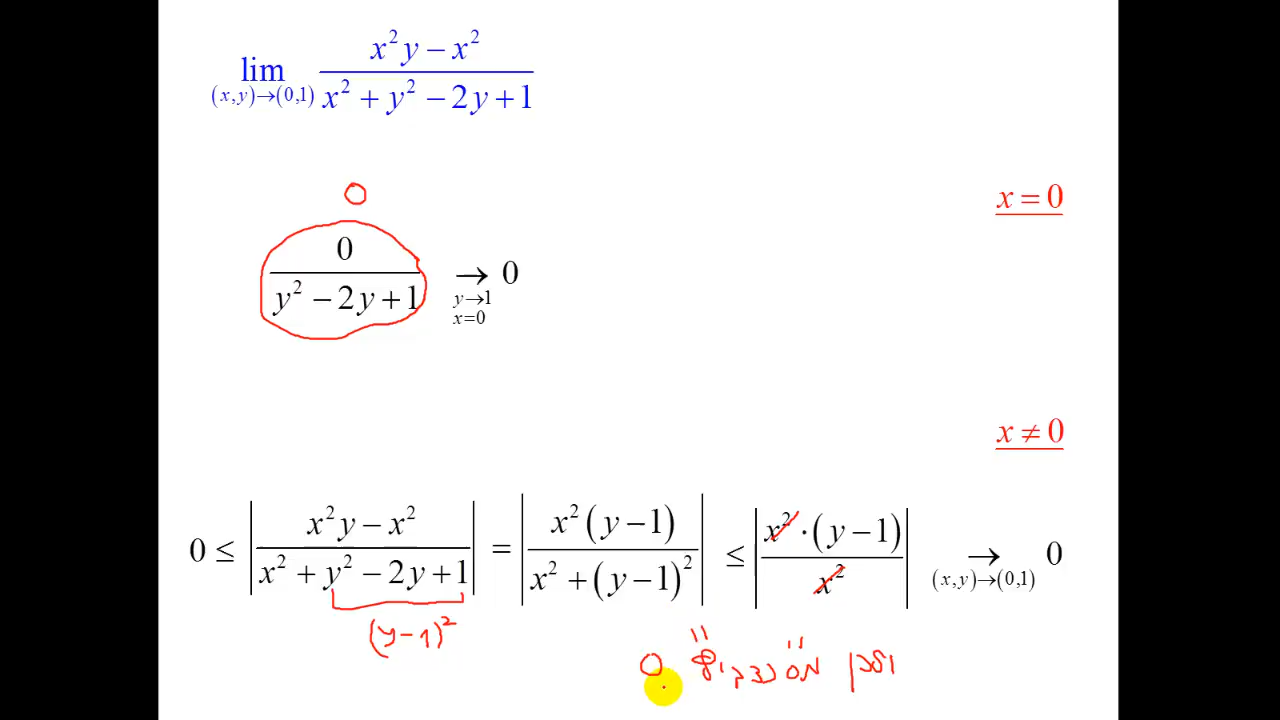 lim (x,y)→(0,1) (x²y − x²)/(x² + y² − 2y + 1)
x = 0
0
0/(y² − 2y + 1) → 0
y→1
x=0
x ≠ 0
0 ≤ |(x²y − x²)/(x² + y² − 2y + 1)| = |(x²(y − 1))/(x² + (y − 1)²)| ≤ |(x² · (y − 1))/x²| → 0
(x,y)→(0,1)
(y−1)²
ולכן 0